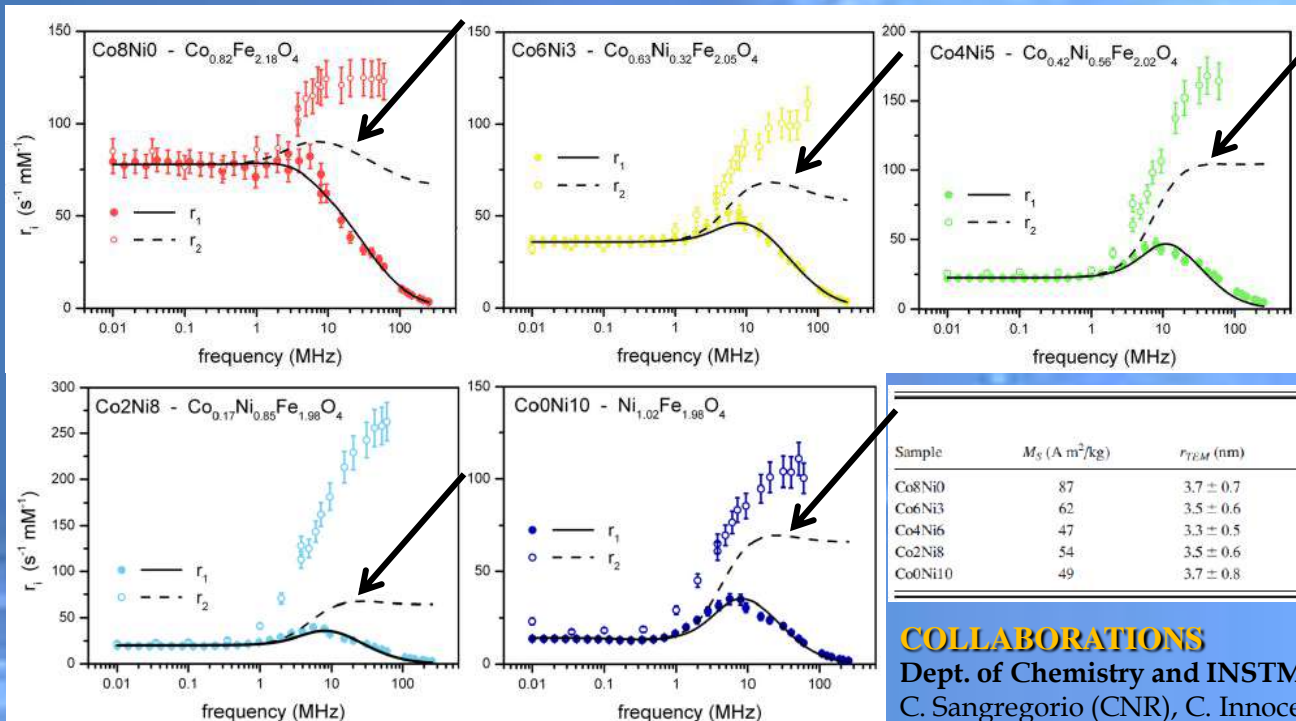 Co8Ni0 - Co0.82Fe2.18O4
150
100
50
0
ri (s-1 mM-1)
r1
r2
0.01 0.1 1 10 100
frequency (MHz)
Co6Ni3 - Co0.63Ni0.32Fe2.05O4
150
100
50
0
r1
r2
0.01 0.1 1 10 100
frequency (MHz)
Co4Ni5 - Co0.42Ni0.56Fe2.02O4
200
150
100
50
0
r1
r2
0.01 0.1 1 10 100
frequency (MHz)
Co2Ni8 - Co0.17Ni0.85Fe1.98O4
300
250
200
150
100
50
0
ri (s-1 mM-1)
r1
r2
0.01 0.1 1 10 100
frequency (MHz)
Co0Ni10 - Ni1.02Fe1.98O4
150
100
50
0
r1
r2
0.01 0.1 1 10 100
frequency (MHz)
Sample MS (A m2/kg) rTEM (nm)
Co8Ni0 87 3.7 ± 0.7
Co6Ni3 62 3.5 ± 0.6
Co4Ni6 47 3.3 ± 0.5
Co2Ni8 54 3.5 ± 0.6
Co0Ni10 49 3.7 ± 0.8
COLLABORATIONS
Dept. of Chemistry and INSTM
C. Sangregorio (CNR), C. Innoce